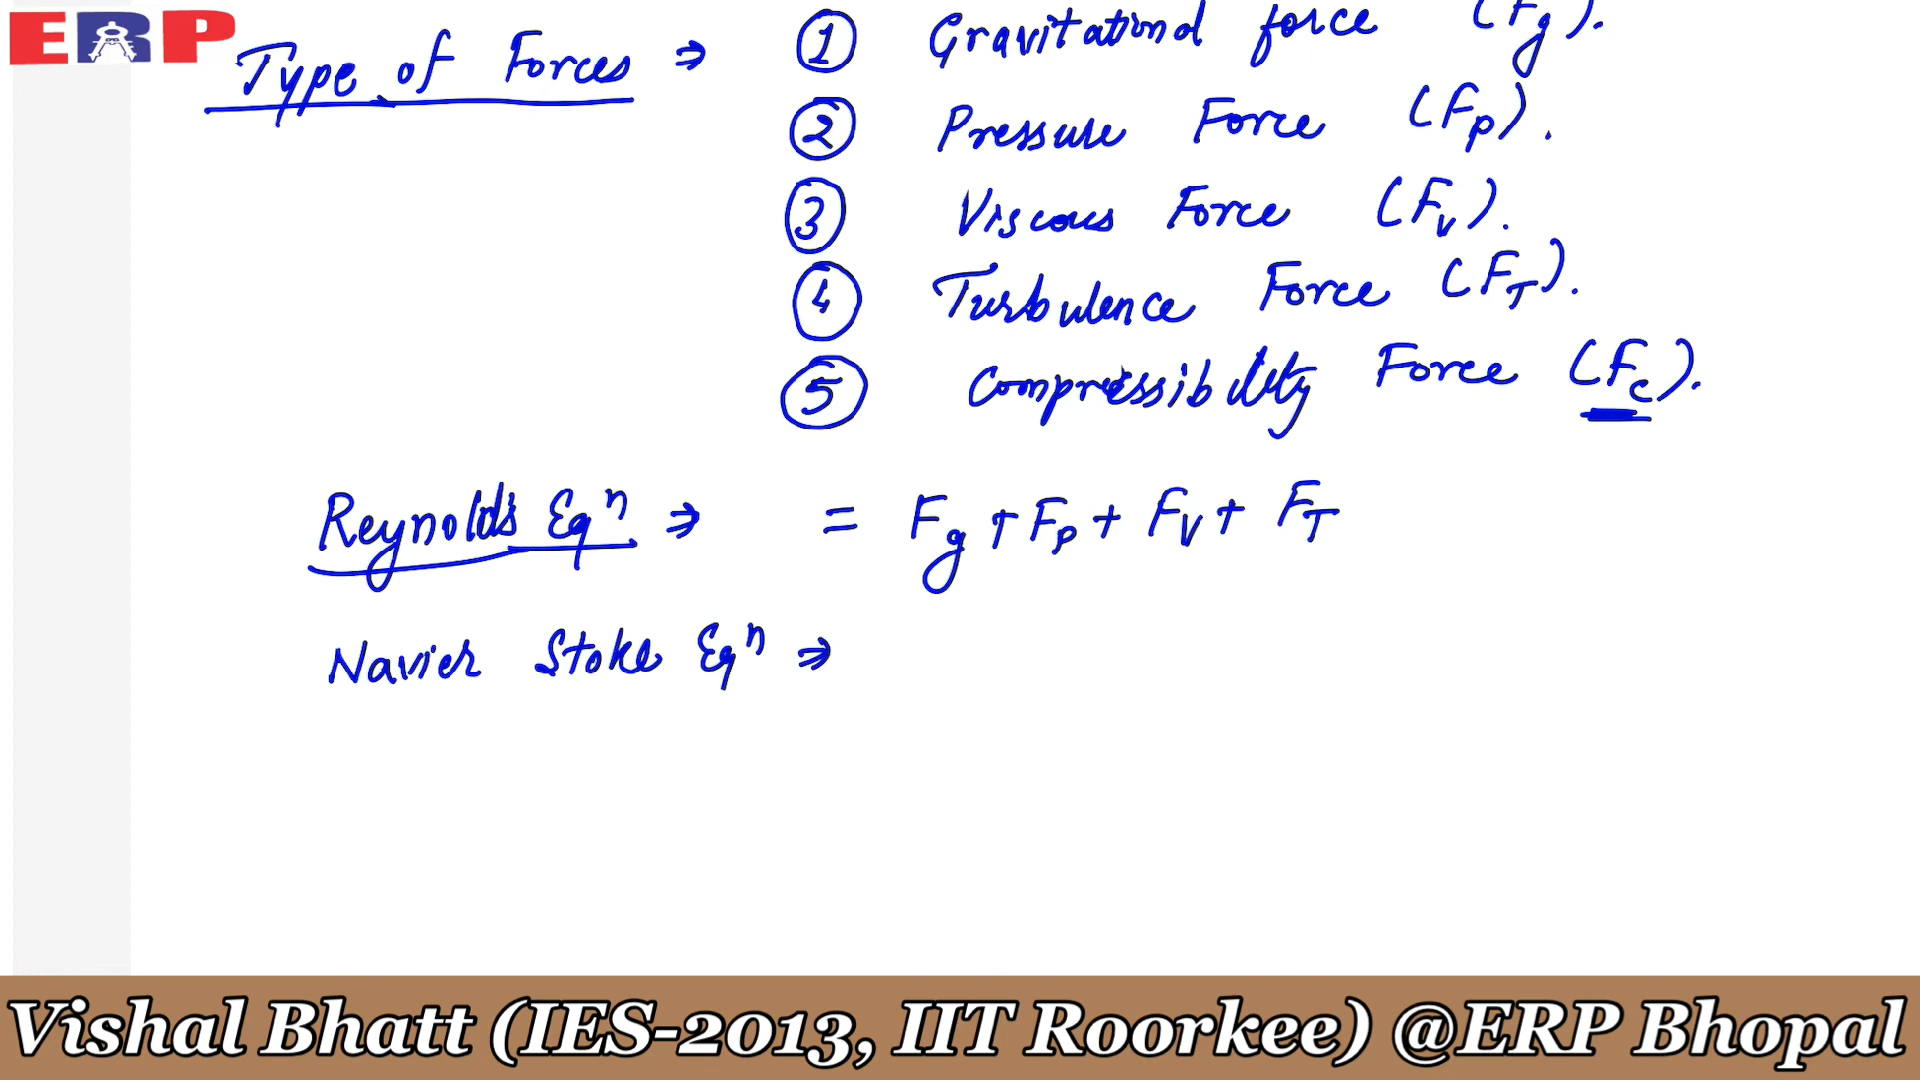 ERP
Type of Forces ⇒ ① Gravitational force (Fg).
② Pressure Force (Fp).
③ Viscous Force (Fv).
④ Turbulence Force (FT).
⑤ Compressibility Force (Fc).
Reynold's Eqⁿ ⇒ = Fg + Fp + Fv + FT
Navier Stoke Eqⁿ ⇒
Vishal Bhatt (IES-2013, IIT Roorkee) @ERP Bhopal